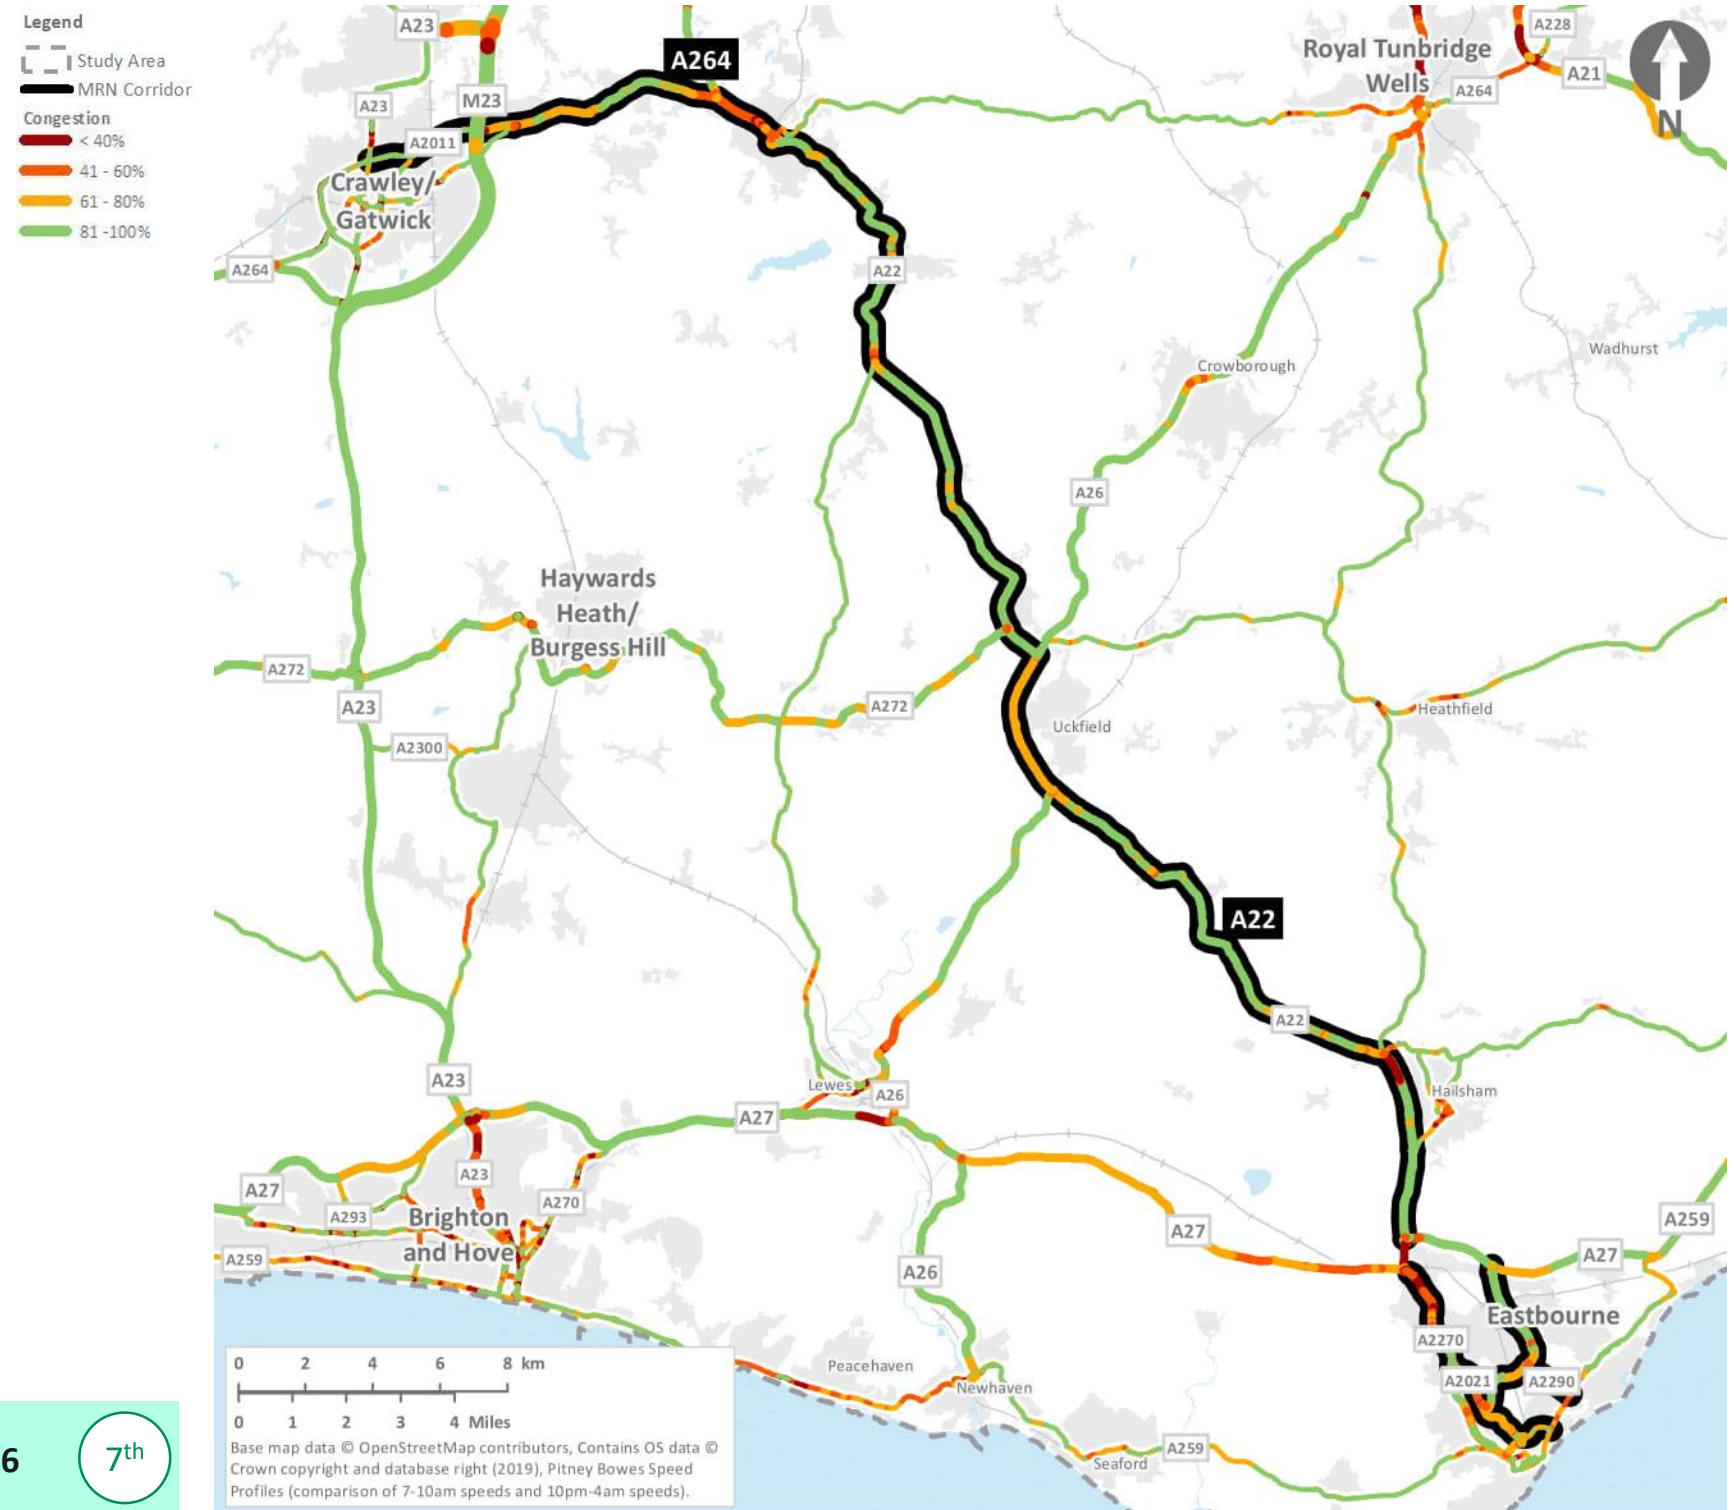 Legend
Study Area
MRN Corridor
Congestion
< 40%
41 - 60%
61 - 80%
81 -100%
A23
A264
Royal Tunbridge
Wells
A228
A21
A264
N
A23
M23
A2011
Crawley/
Gatwick
A264
A22
Wadhurst
Crowborough
A26
Haywards
Heath/
Burgess Hill
A272
A23
A272
Uckfield
Heathfield
A2300
A22
A22
A23
Lewes
A26
Hailsham
A27
A23
A27
A270
A293
Brighton
and Hove
A259
A27
A259
A27
A26
Eastbourne
A2270
A2021
A2290
Peacehaven
Newhaven
Seaford
A259
0 2 4 6 8 km
0 1 2 3 4 Miles
Base map data © OpenStreetMap contributors, Contains OS data ©
Crown copyright and database right (2019), Pitney Bowes Speed
Profiles (comparison of 7-10am speeds and 10pm-4am speeds).
6
7th